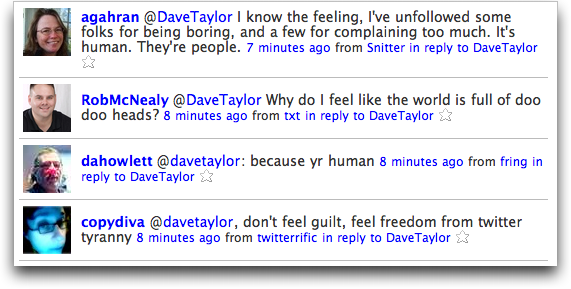 agahran @DaveTaylor I know the feeling, I've unfollowed some
folks for being boring, and a few for complaining too much. It's
human. They're people. 7 minutes ago from Snitter in reply to DaveTaylor
RobMcNealy @DaveTaylor Why do I feel like the world is full of doo
doo heads? 8 minutes ago from txt in reply to DaveTaylor
dahowlett @davetaylor: because yr human 8 minutes ago from fring in
reply to DaveTaylor
copydiva @davetaylor, don't feel guilt, feel freedom from twitter
tyranny 8 minutes ago from twitterrific in reply to DaveTaylor